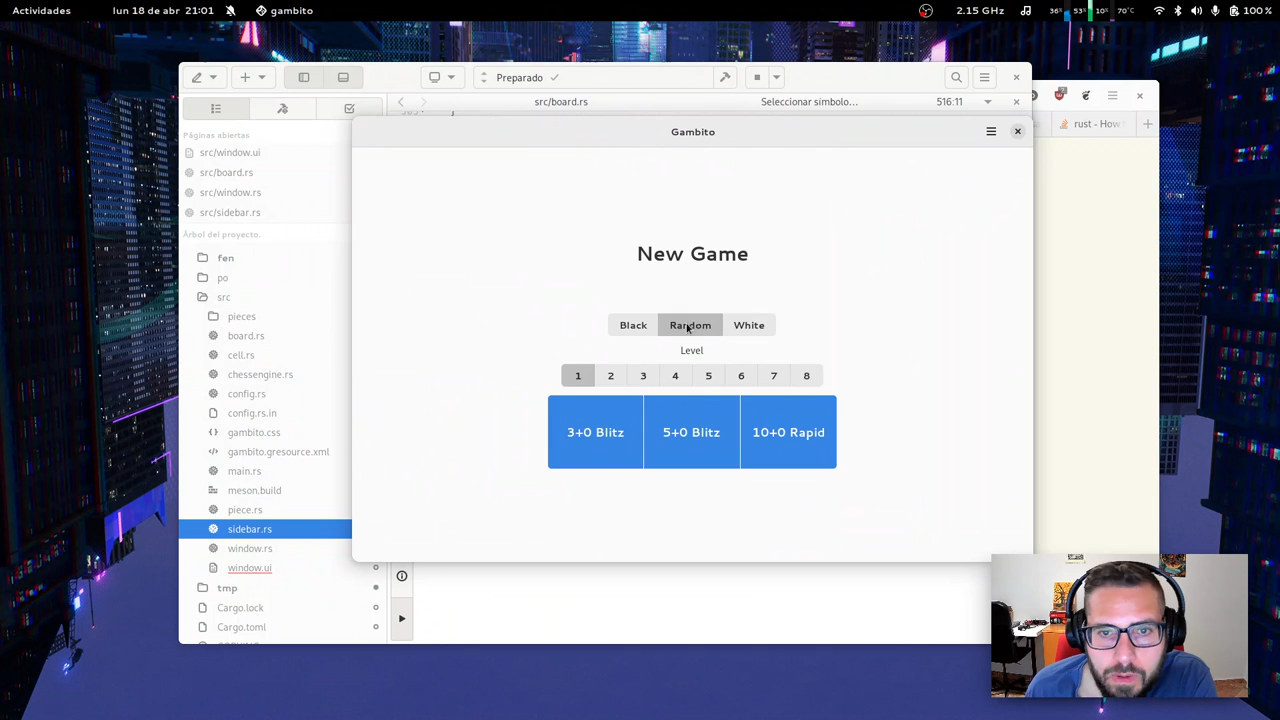 Actividades
lun 18 de abr 21:01
gambito
2.15 GHz
36%
53%
10%
70°C
100 %
Preparado
src/board.rs
Seleccionar símbolo…
516:11
rust - How
Páginas abiertas
src/window.ui
src/board.rs
src/window.rs
src/sidebar.rs
Árbol del proyecto.
fen
po
src
pieces
board.rs
cell.rs
chessengine.rs
config.rs
config.rs.in
gambito.css
gambito.gresource.xml
main.rs
meson.build
piece.rs
sidebar.rs
window.rs
window.ui
tmp
Cargo.lock
Cargo.toml
Gambito
New Game
Black Random White
Level
1 2 3 4 5 6 7 8
3+0 Blitz 5+0 Blitz 10+0 Rapid